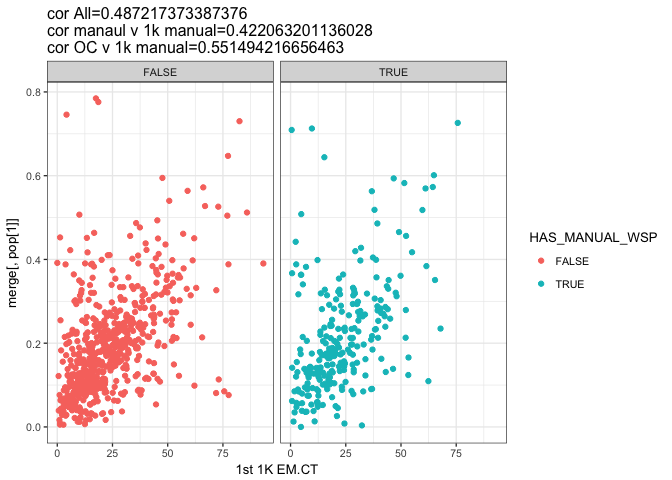 cor All=0.487217373387376
cor manaul v 1k manual=0.422063201136028
cor OC v 1k manual=0.551494216656463
FALSE
TRUE
0.8
0.6
0.4
0.2
0.0
merge[, pop[1]]
0
25
50
75
0
25
50
75
1st 1K EM.CT
HAS_MANUAL_WSP
FALSE
TRUE